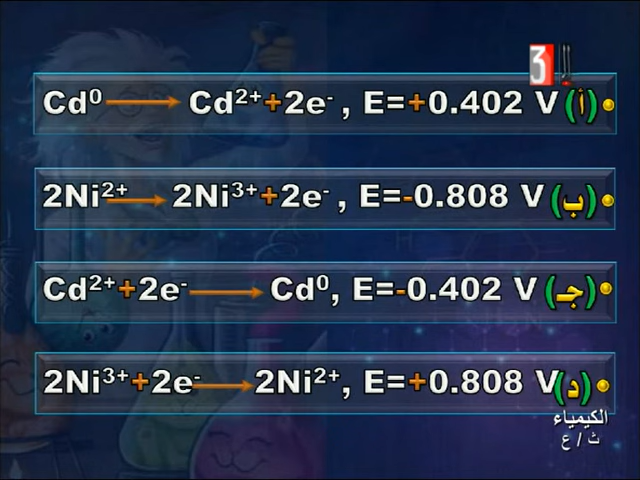 3 الـ
(أ) Cd⁰ ⟶ Cd²⁺+2e⁻ , E=+0.402 V
(ب) 2Ni²⁺ ⟶ 2Ni³⁺+2e⁻ , E=-0.808 V
(جـ) Cd²⁺+2e⁻ ⟶ Cd⁰, E=-0.402 V
(د) 2Ni³⁺+2e⁻ ⟶ 2Ni²⁺, E=+0.808 V
الكيمياء
ث / ع